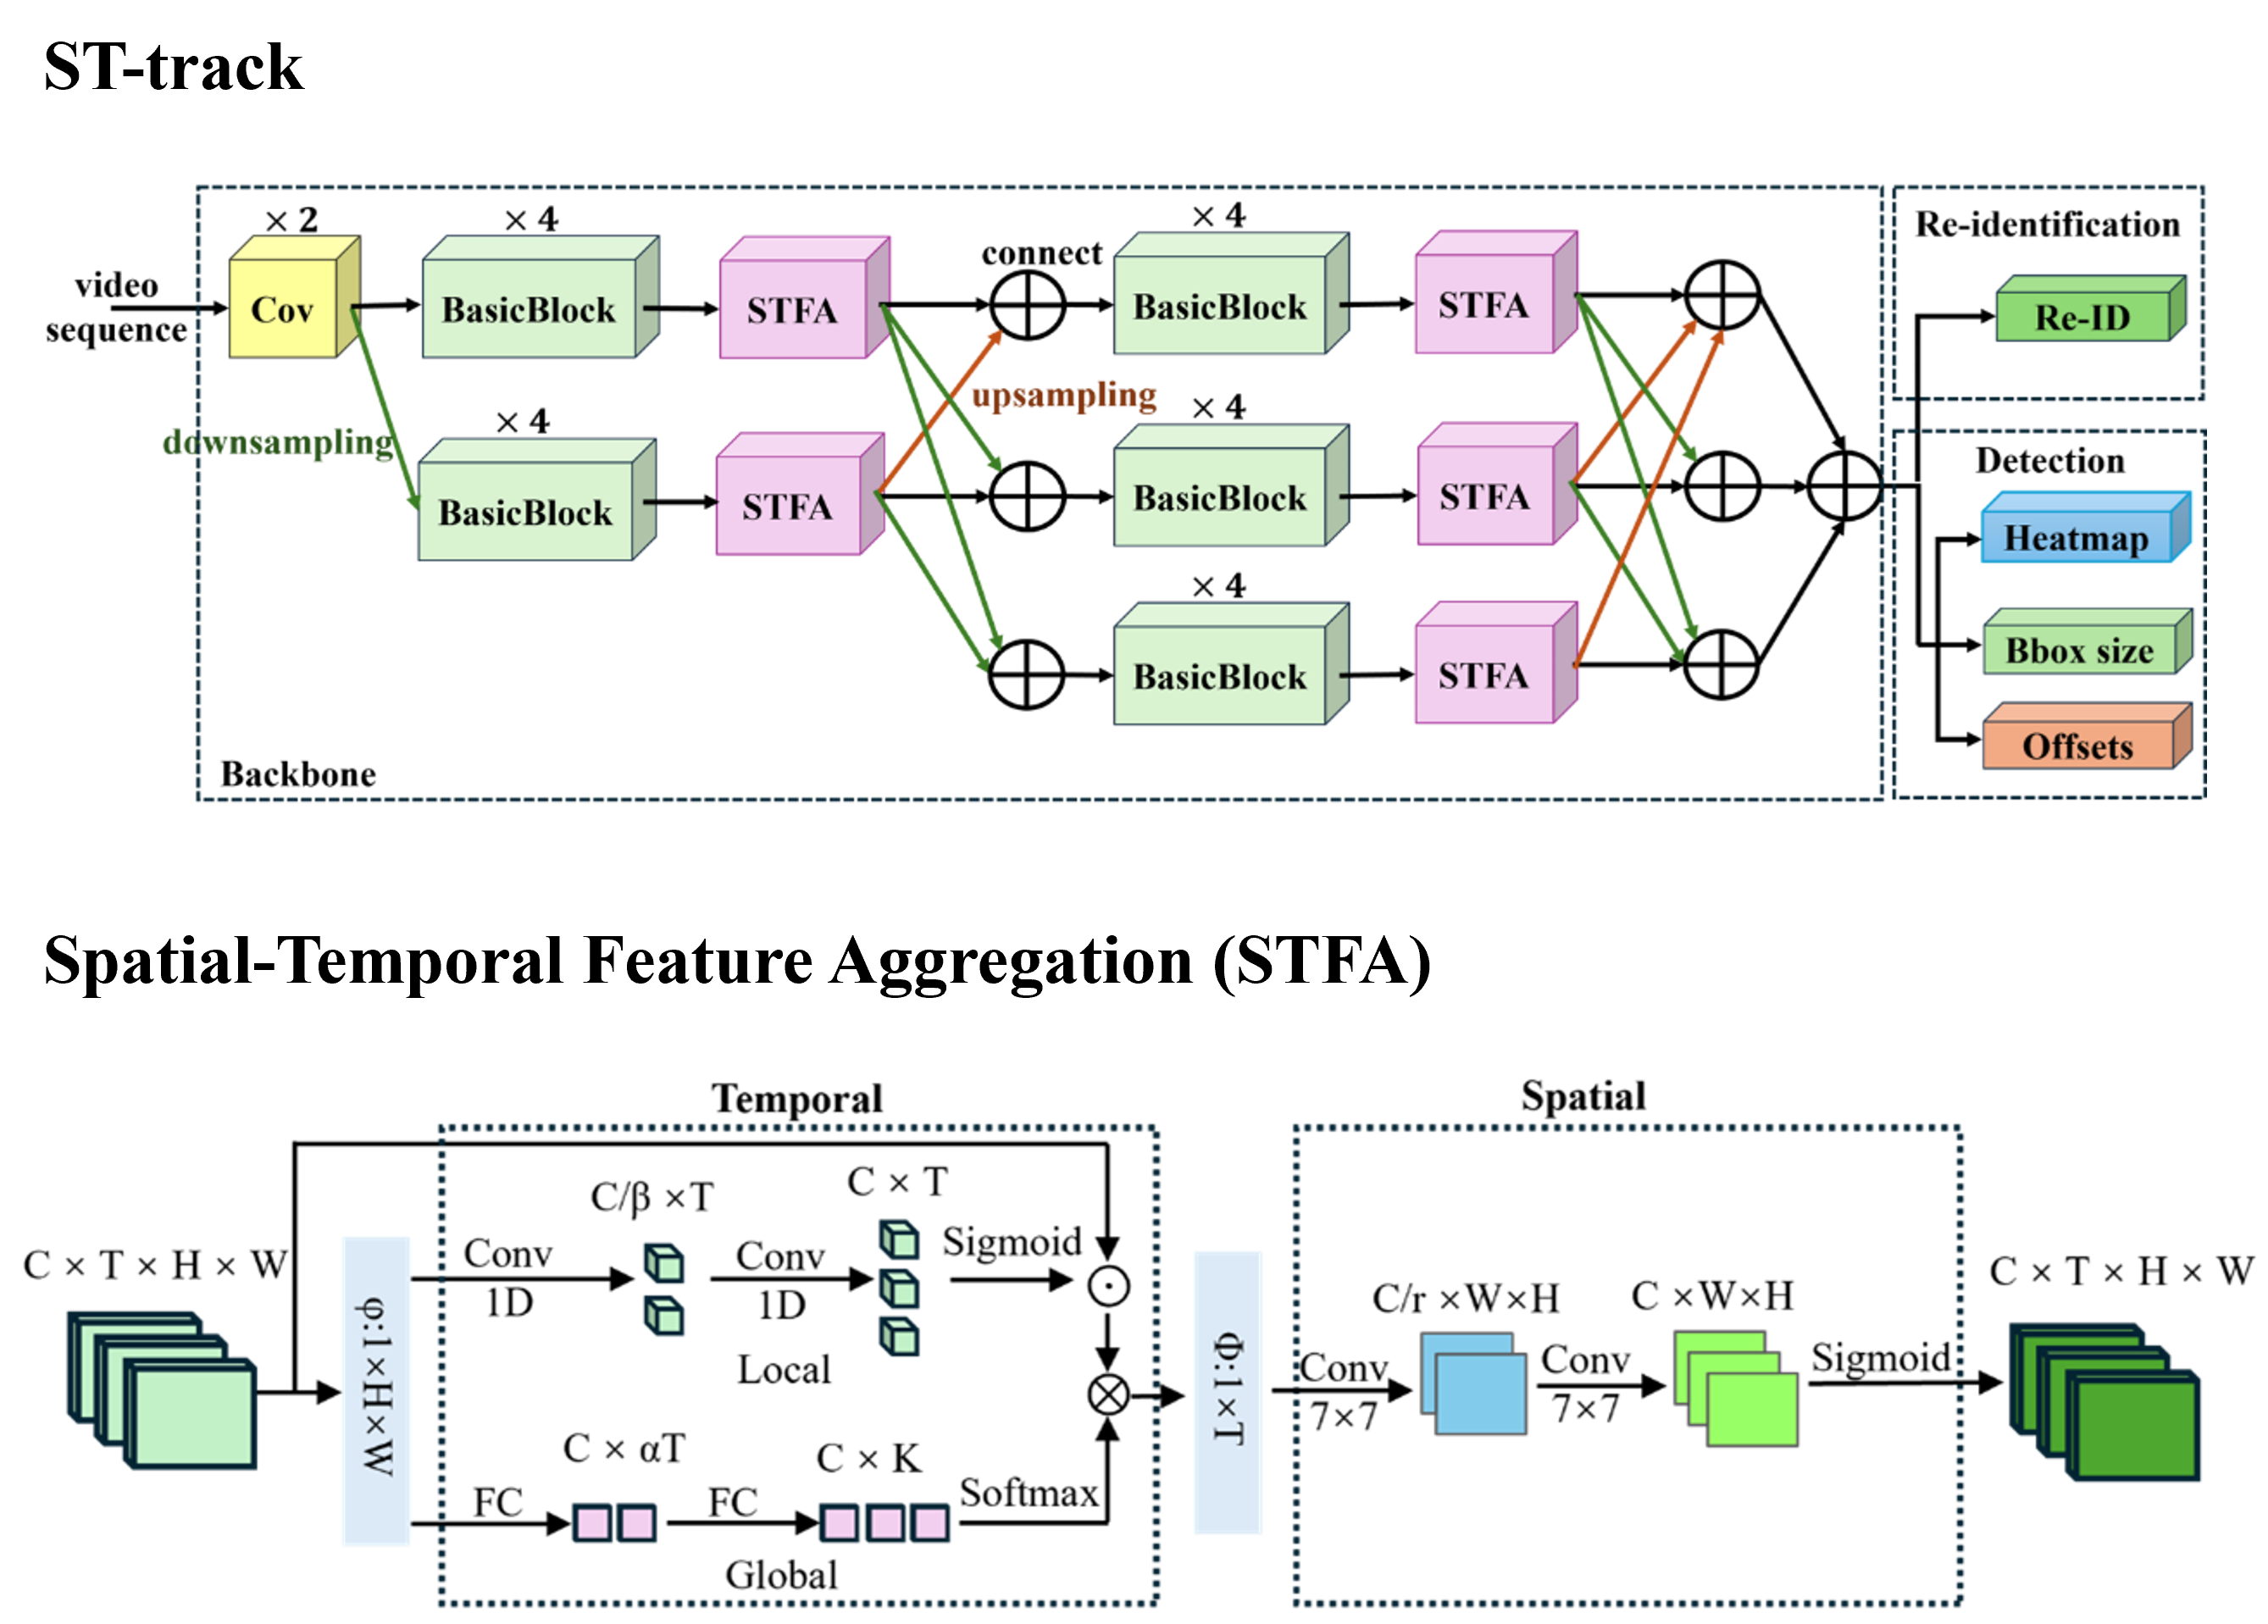 ST-track
× 2
× 4
× 4
Re-identification
video
sequence
Cov
BasicBlock
STFA
connect
BasicBlock
STFA
Re-ID
downsampling
upsampling
× 4
× 4
BasicBlock
STFA
BasicBlock
STFA
Detection
Heatmap
× 4
BasicBlock
STFA
Bbox size
Offsets
Backbone
Spatial-Temporal Feature Aggregation (STFA)
Temporal
Spatial
C × T × H × W
φ:1×H×W
Conv
1D
C/β ×T
Conv
1D
C × T
Sigmoid
Local
FC
C × αT
FC
C × K
Softmax
Global
Φ:1×T
Conv
7×7
C/r ×W×H
Conv
7×7
C ×W×H
Sigmoid
C × T × H × W